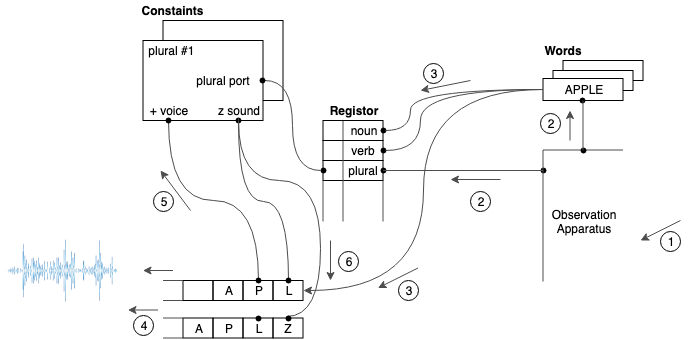 Constaints
plural #1
plural port
+ voice z sound
Words
APPLE
Registor
noun
verb
plural
Observation
Apparatus
1
2
2
3
3
4
5
6
A P L
A P L Z